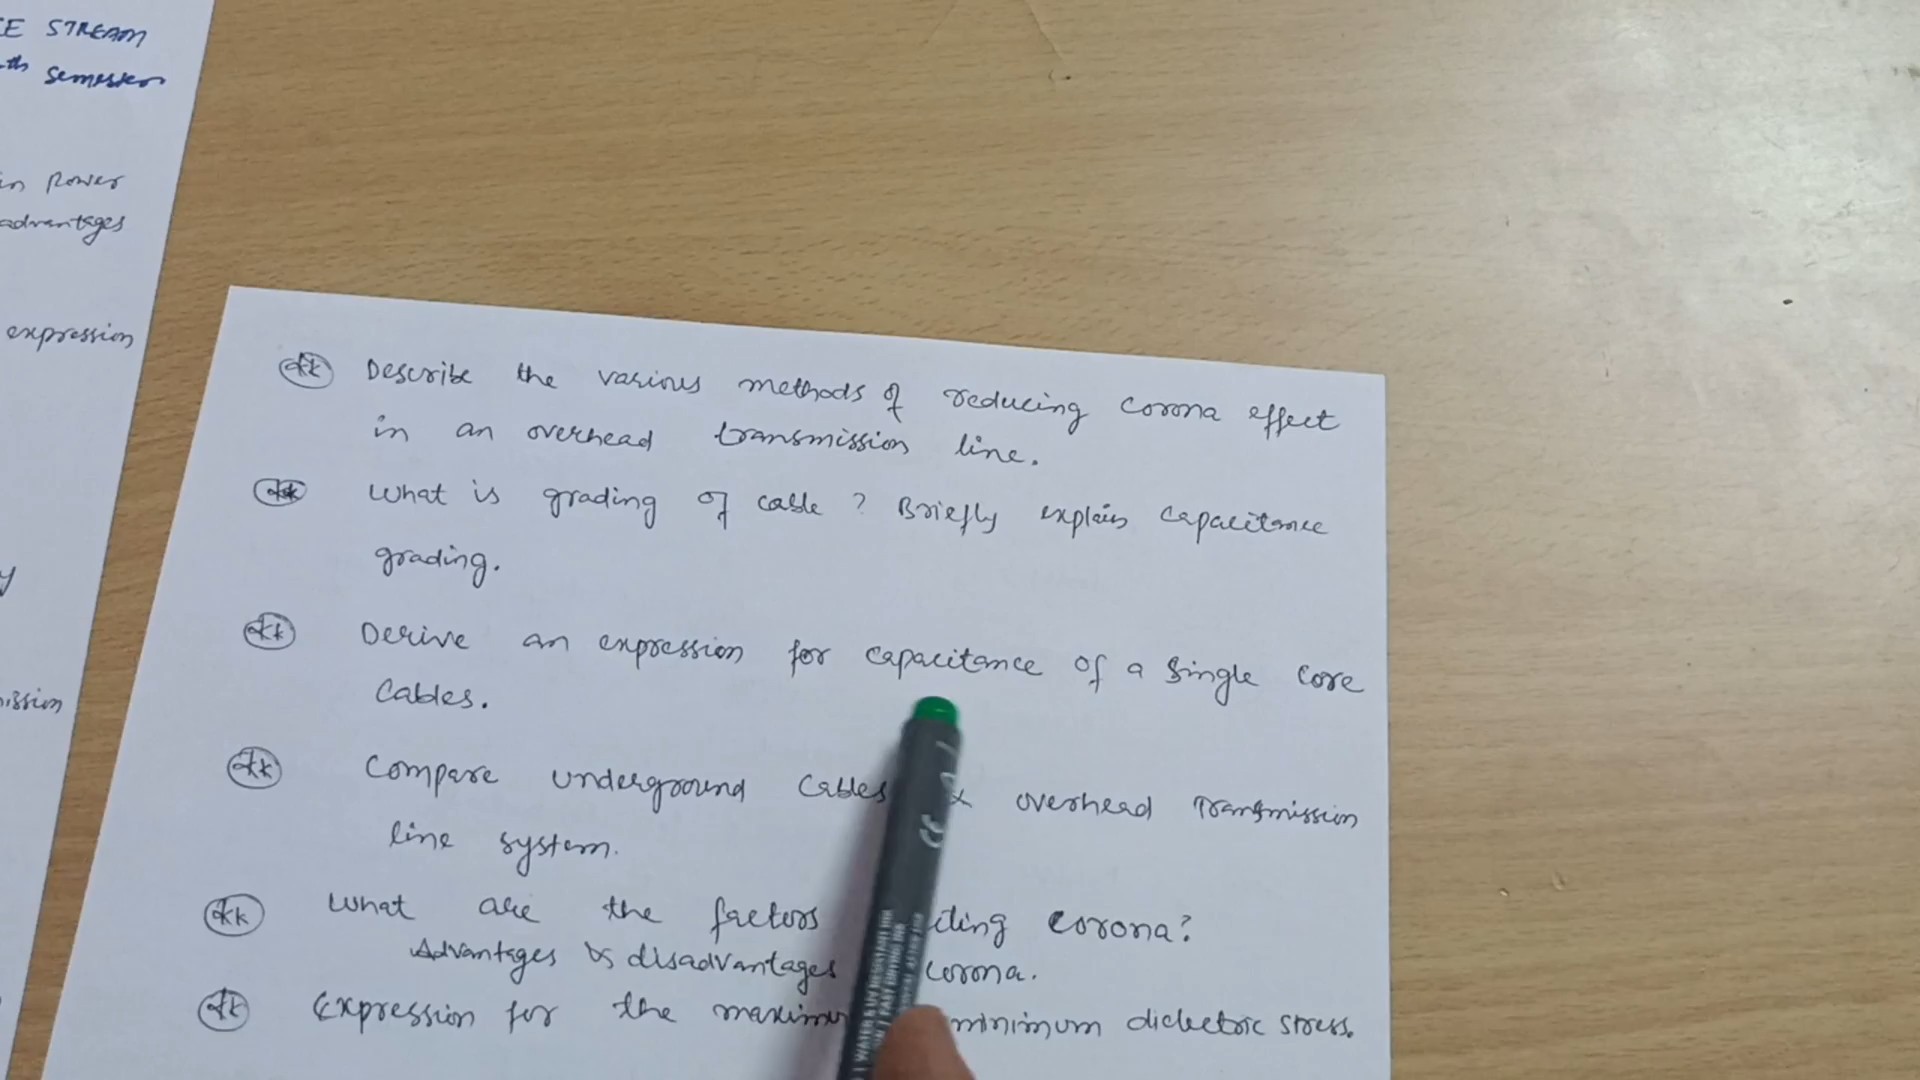 STREAM
th semester
in power
advantages
expression
Describe the various methods of reducing corona effect
in an overhead transmission line.
What is grading of cable ? Briefly explain capacitance
grading.
Derive an expression for capacitance of a single core
cables.
Compare underground cables & overhead transmission
line system.
What are the factors corona?
Advantages & disadvantages corona.
Expression for the minimum dielectric stress.
CE